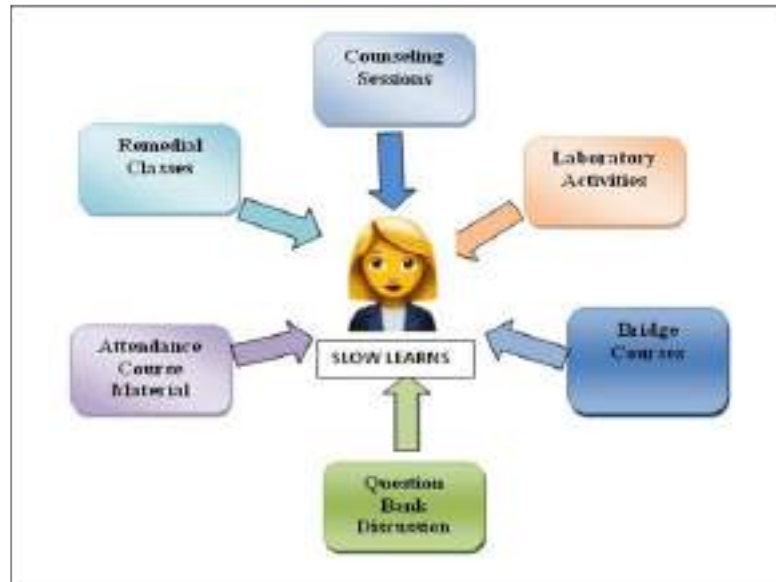 Counseling
Sessions
Remedial
Classes
Laboratory
Activities
SLOW LEARNS
Attendance
Course
Material
Bridge
Courses
Question
Bank
Discussion